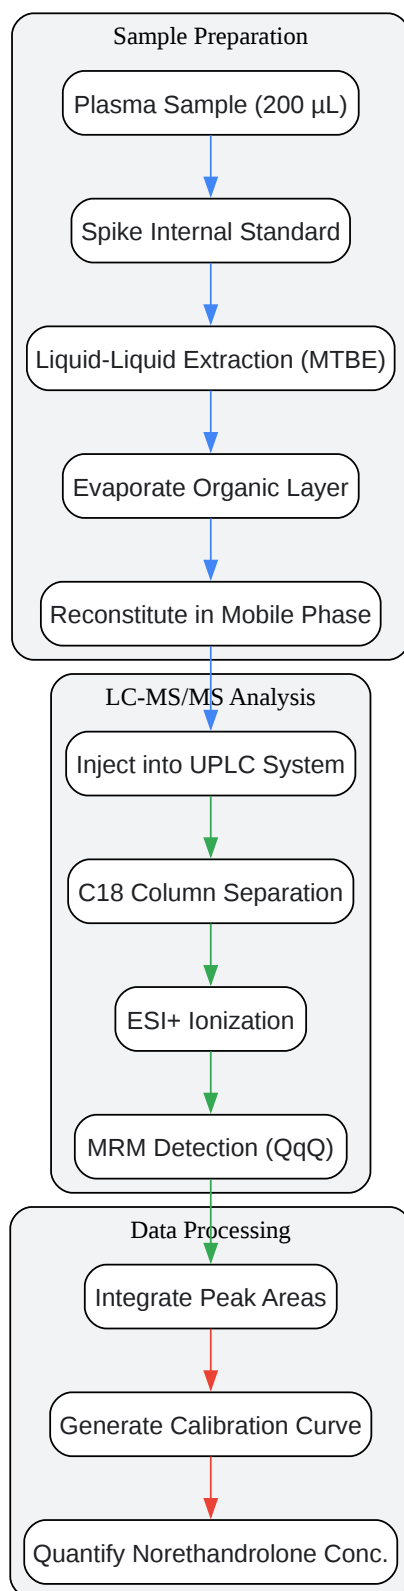 Sample Preparation
Plasma Sample (200 µL)
Spike Internal Standard
Liquid-Liquid Extraction (MTBE)
Evaporate Organic Layer
Reconstitute in Mobile Phase
LC-MS/MS Analysis
Inject into UPLC System
C18 Column Separation
ESI+ Ionization
MRM Detection (QqQ)
Data Processing
Integrate Peak Areas
Generate Calibration Curve
Quantify Norethandrolone Conc.